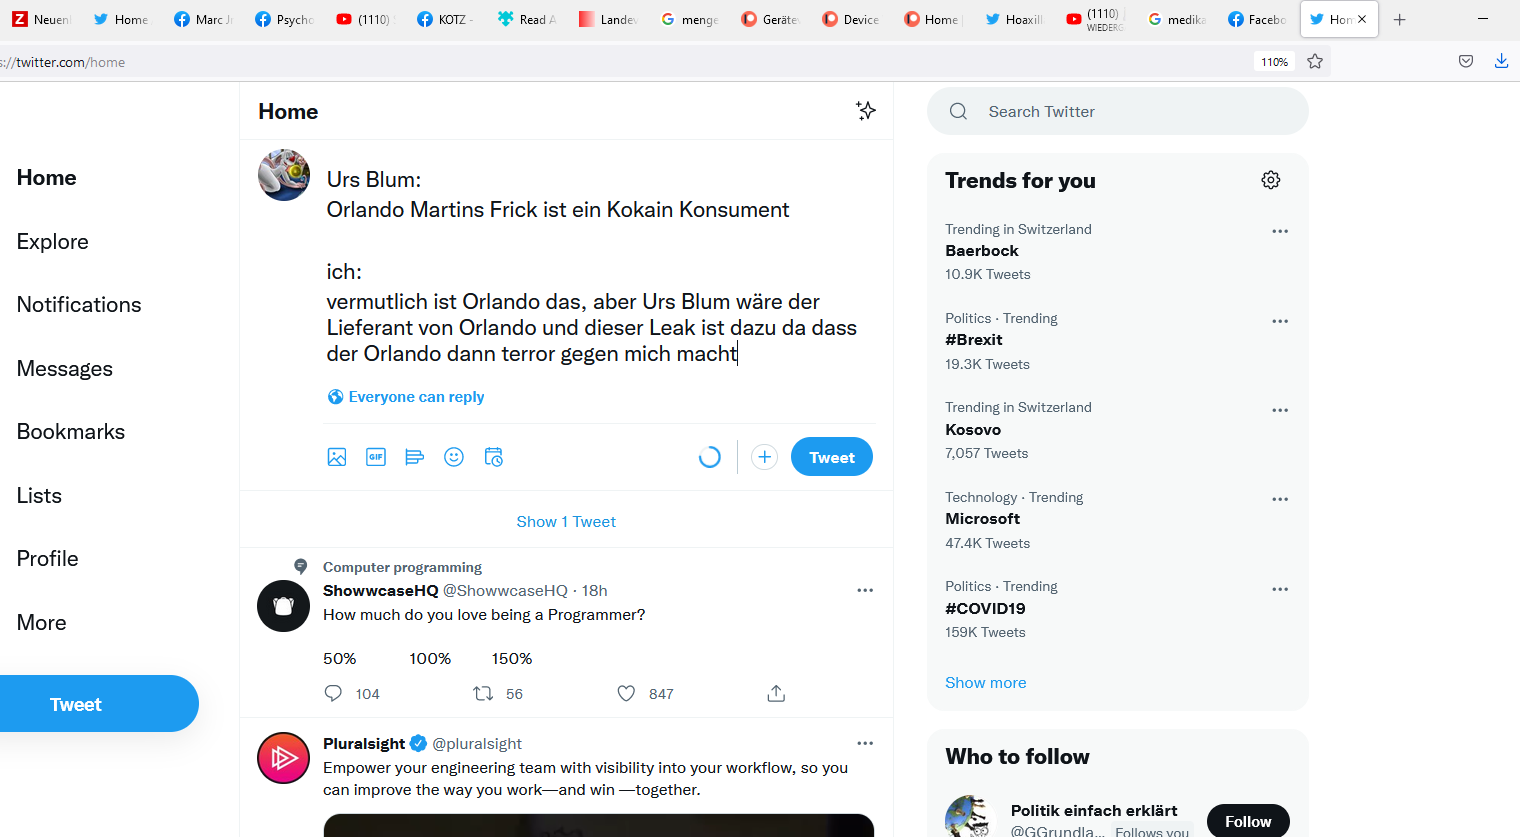 Neuen
Home
Marc Jr
Psycho
(1110)
KOTZ -
Read A
Landev
menge
Gerätev
Device
Home
Hoaxill
(1110)
WIEDERG
medika
Facebo
Hom
s://twitter.com/home
110%
Home
Search Twitter
Home
Explore
Notifications
Messages
Bookmarks
Lists
Profile
More
Tweet
Urs Blum:
Orlando Martins Frick ist ein Kokain Konsument
ich:
vermutlich ist Orlando das, aber Urs Blum wäre der
Lieferant von Orlando und dieser Leak ist dazu da dass
der Orlando dann terror gegen mich macht
Everyone can reply
GIF
Tweet
Show 1 Tweet
Computer programming
ShowwcaseHQ @ShowwcaseHQ · 18h
How much do you love being a Programmer?
50% 100% 150%
104 56 847
Pluralsight @pluralsight
Empower your engineering team with visibility into your workflow, so you
can improve the way you work—and win —together.
Trends for you
Trending in Switzerland
Baerbock
10.9K Tweets
Politics · Trending
#Brexit
19.3K Tweets
Trending in Switzerland
Kosovo
7,057 Tweets
Technology · Trending
Microsoft
47.4K Tweets
Politics · Trending
#COVID19
159K Tweets
Show more
Who to follow
Politik einfach erklärt
@GGrundla... Follows you
Follow